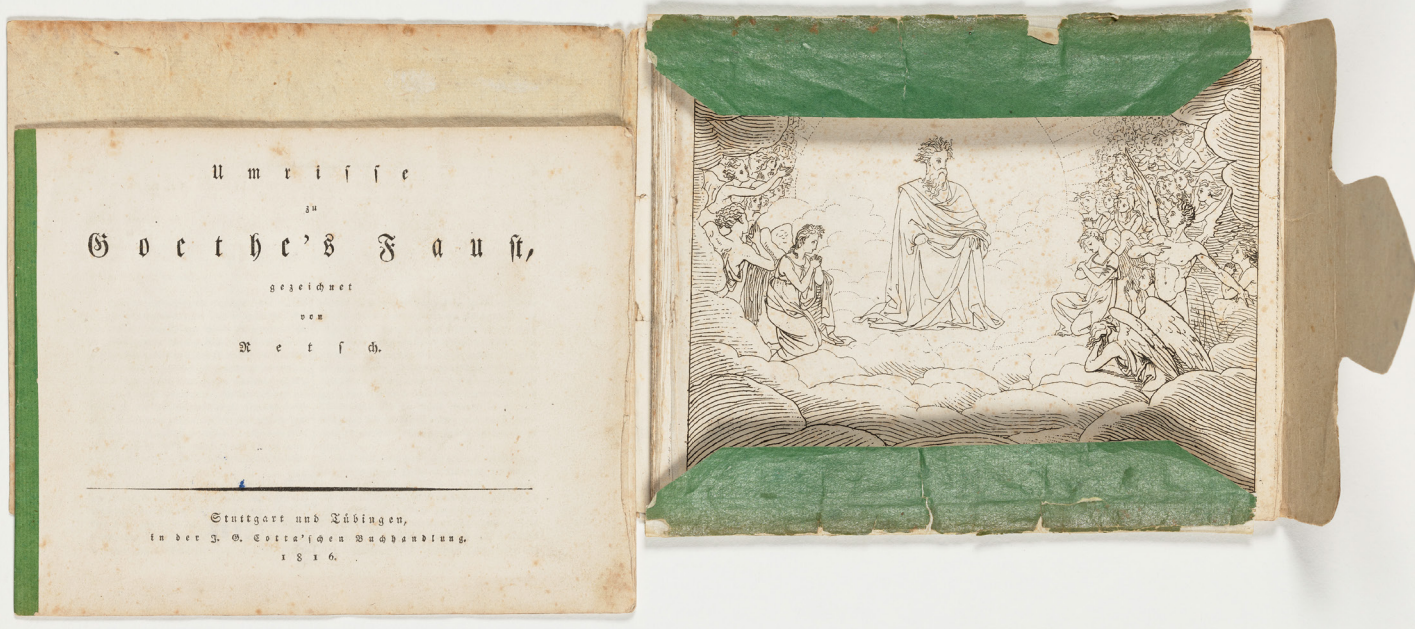 Umriſſe
zu
Goethe's Fauſt,
gezeichnet
von
Retſch.
Stuttgart und Tübingen,
in der J. G. Cotta'ſchen Buchhandlung.
1816.